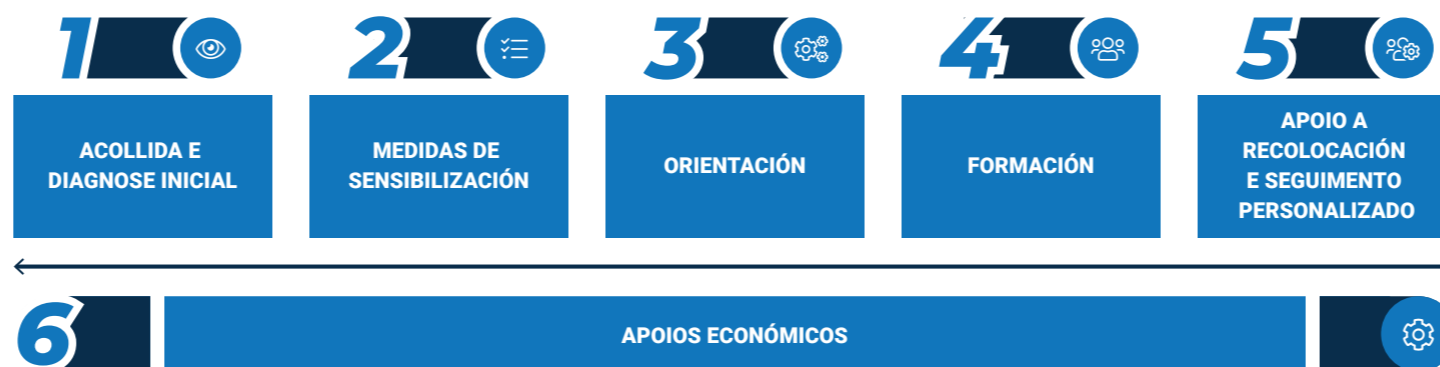 1
2
3
4
5
ACOLLIDA E
DIAGNOSE INICIAL
MEDIDAS DE
SENSIBILIZACIÓN
ORIENTACIÓN
FORMACIÓN
APOIO A
RECOLOCACIÓN
E SEGUIMENTO
PERSONALIZADO
6
APOIOS ECONÓMICOS